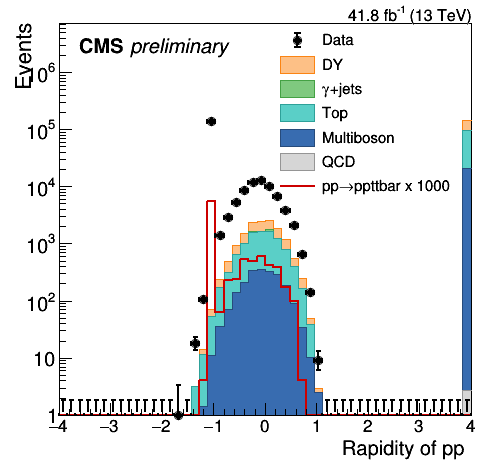 41.8 fb⁻¹ (13 TeV)
CMS preliminary
Events
Data
DY
γ+jets
Top
Multiboson
QCD
pp→ppttbar x 1000
10⁶
10⁵
10⁴
10³
10²
10
1
−4 −3 −2 −1 0 1 2 3 4
Rapidity of pp